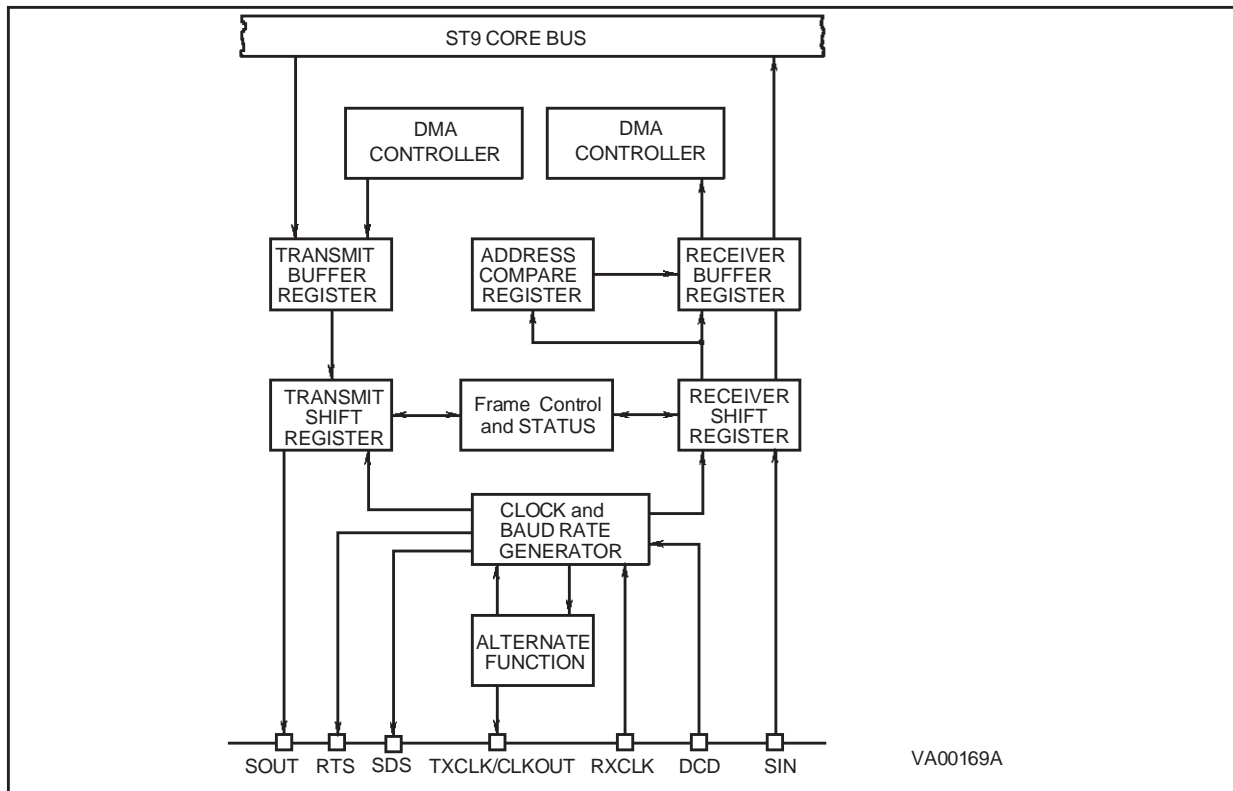 ST9 CORE BUS
DMA
CONTROLLER
DMA
CONTROLLER
TRANSMIT
BUFFER
REGISTER
ADDRESS
COMPARE
REGISTER
RECEIVER
BUFFER
REGISTER
TRANSMIT
SHIFT
REGISTER
Frame Control
and STATUS
RECEIVER
SHIFT
REGISTER
CLOCK and
BAUD RATE
GENERATOR
ALTERNATE
FUNCTION
SOUT RTS SDS TXCLK/CLKOUT RXCLK DCD SIN
VA00169A